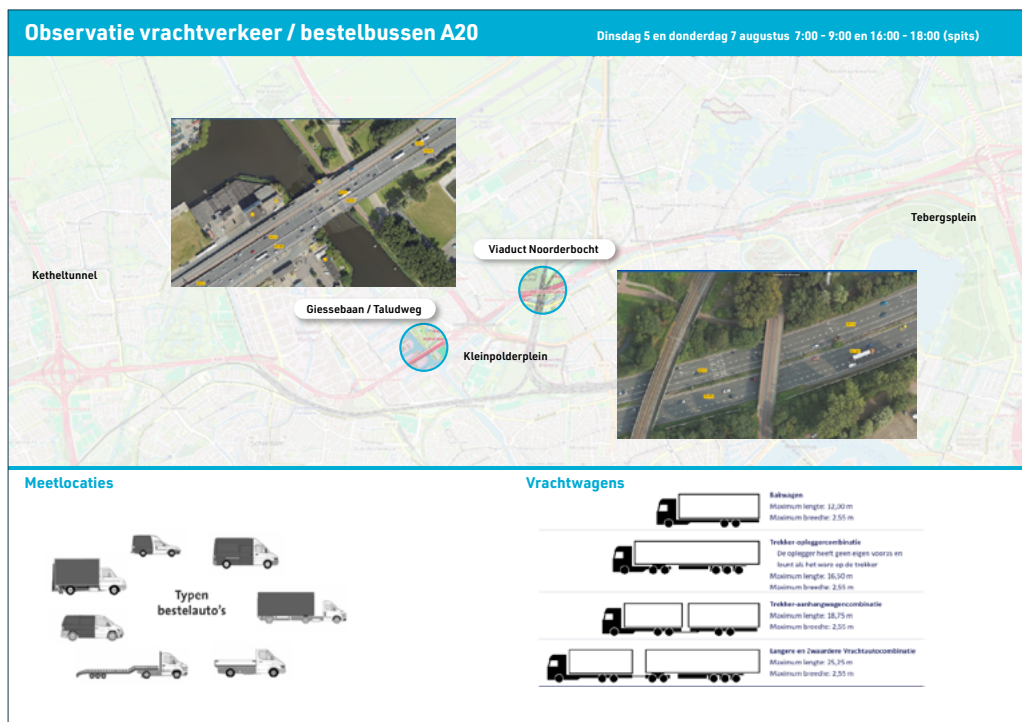 Observatie vrachtverkeer / bestelbussen A20
Dinsdag 5 en donderdag 7 augustus 7:00 - 9:00 en 16:00 - 18:00 (spits)
Tebergsplein
Viaduct Noorderbocht
Ketheltunnel
Giessebaan / Taludweg
Kleinpolderplein
Meetlocaties
Typen
bestelauto's
Vrachtwagens
Bakwagen
Maximum lengte: 12,00 m
Maximum breedte: 2,55 m
Trekker-opleggercombinatie
De oplegger heeft geen eigen vooras en
leunt als het ware op de trekker
Maximum lengte: 16,50 m
Maximum breedte: 2,55 m
Trekker-aanhangwagencombinatie
Maximum lengte: 18,75 m
Maximum breedte: 2,55 m
Langere en Zwaardere Vrachtautocombinatie
Maximum lengte: 25,25 m
Maximum breedte: 2,55 m